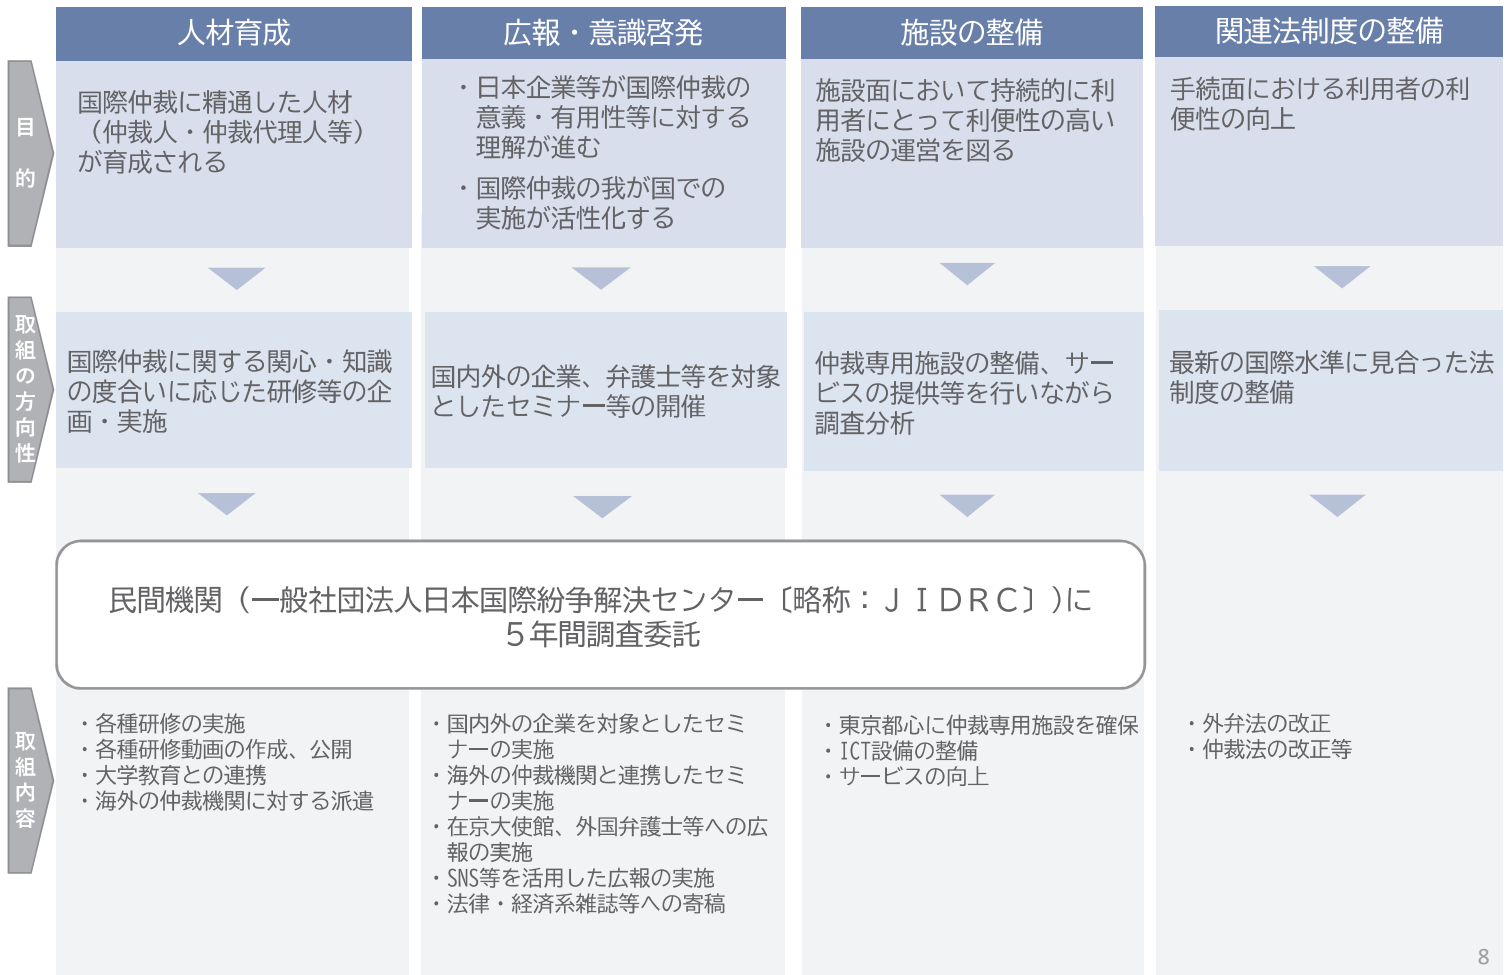 人材育成
広報・意識啓発
施設の整備
関連法制度の整備
目的
国際仲裁に精通した人材
（仲裁人・仲裁代理人等）
が育成される
・日本企業等が国際仲裁の
意義・有用性等に対する
理解が進む
・国際仲裁の我が国での
実施が活性化する
施設面において持続的に利
用者にとって利便性の高い
施設の運営を図る
手続面における利用者の利
便性の向上
取組の方向性
国際仲裁に関する関心・知識
の度合いに応じた研修等の企
画・実施
国内外の企業、弁護士等を対象
としたセミナー等の開催
仲裁専用施設の整備、サー
ビスの提供等を行いながら
調査分析
最新の国際水準に見合った法
制度の整備
民間機関（一般社団法人日本国際紛争解決センター〔略称：ＪＩＤＲＣ〕）に
５年間調査委託
取組内容
・各種研修の実施
・各種研修動画の作成、公開
・大学教育との連携
・海外の仲裁機関に対する派遣
・国内外の企業を対象としたセミ
ナーの実施
・海外の仲裁機関と連携したセミ
ナーの実施
・在京大使館、外国弁護士等への広
報の実施
・SNS等を活用した広報の実施
・法律・経済系雑誌等への寄稿
・東京都心に仲裁専用施設を確保
・ICT設備の整備
・サービスの向上
・外弁法の改正
・仲裁法の改正等
8